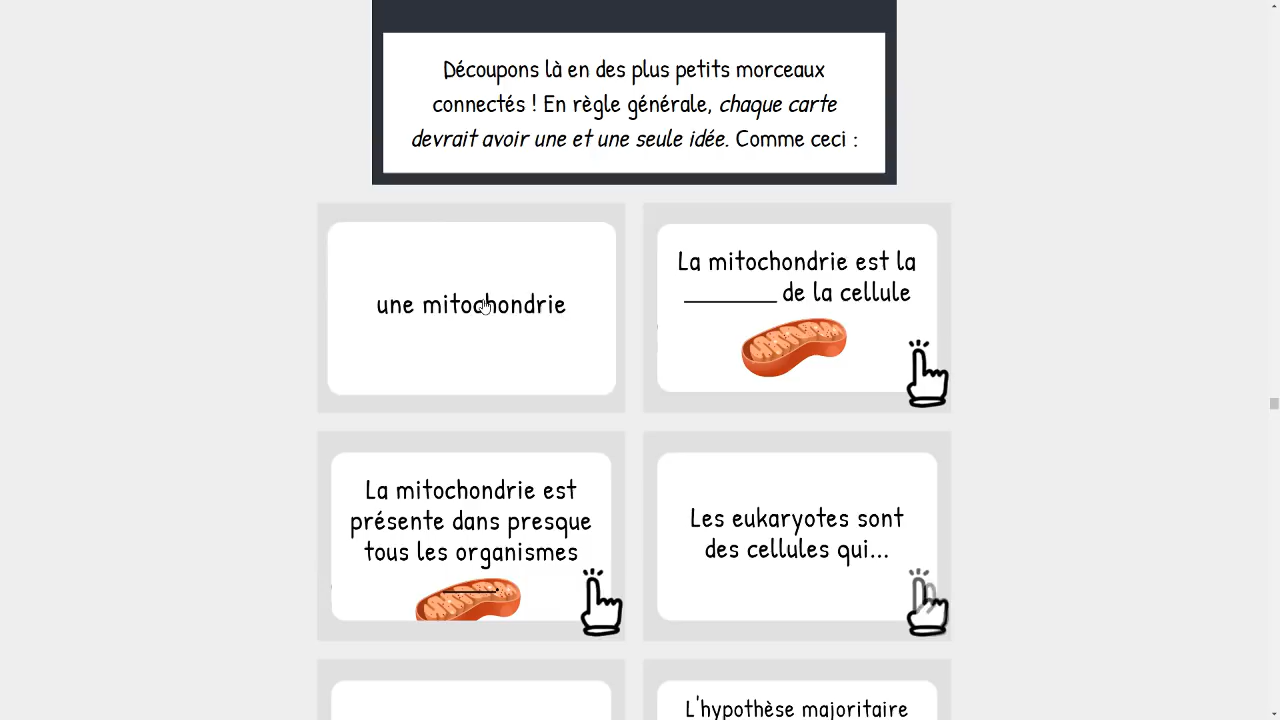 Découpons là en des plus petits morceaux
connectés ! En règle générale, chaque carte
devrait avoir une et une seule idée. Comme ceci :
une mitochondrie
La mitochondrie est la
_________ de la cellule
La mitochondrie est
présente dans presque
tous les organismes
Les eukaryotes sont
des cellules qui...
L'hypothèse majoritaire